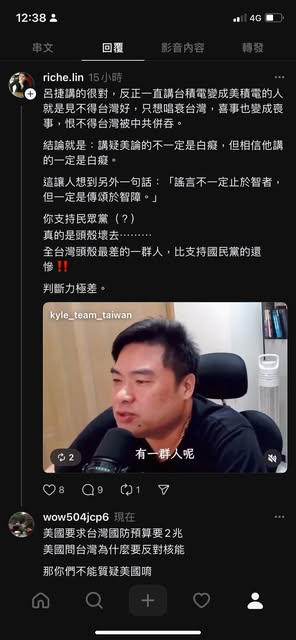 12:38
4G
串文
回覆
影音內容
轉發
riche.lin 15小時
呂捷講的很對，反正一直講台積電變成美積電的人
就是見不得台灣好，只想唱衰台灣，喜事也變成喪
事，恨不得台灣被中共併吞。
結論就是：講疑美論的不一定是白癡，但相信他講
的一定是白癡。
這讓人想到另外一句話：「謠言不一定止於智者，
但一定是傳頌於智障。」
你支持民眾黨（？）
真的是頭殼壞去⋯⋯⋯
全台灣頭殼最差的一群人，比支持國民黨的還
慘‼️
判斷力極差。
kyle_team_taiwan
2
有一群人呢
8
9
1
wow504jcp6 現在
美國要求台灣國防預算要2兆
美國問台灣為什麼要反對核能
那你們不能質疑美國唷